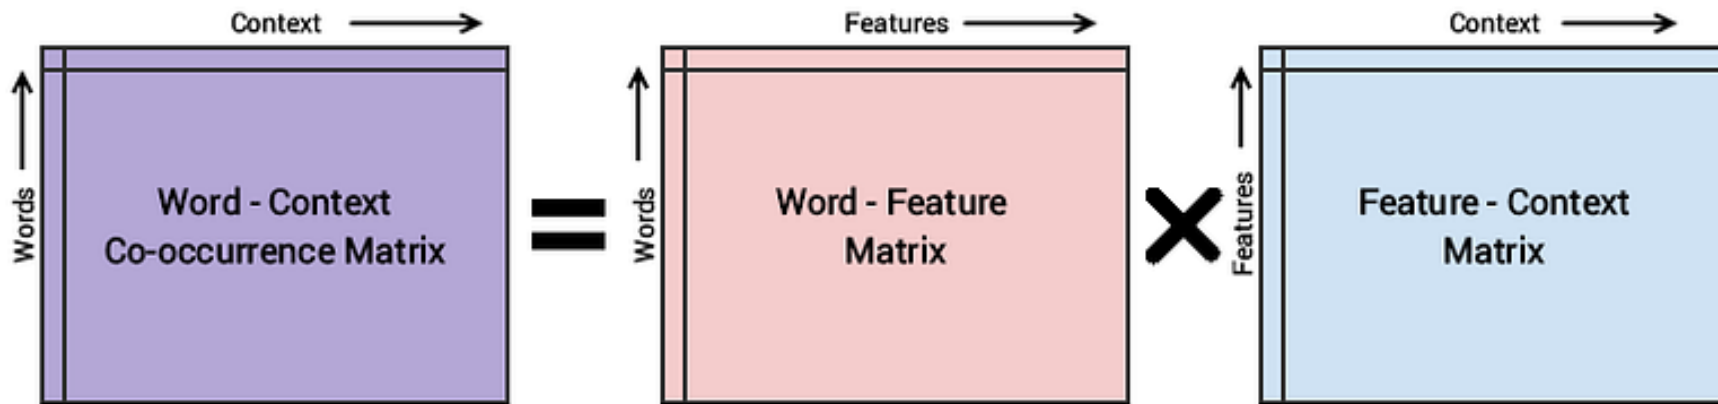 Context
Words
Word - Context
Co-occurrence Matrix
Features
Words
Word - Feature
Matrix
Context
Features
Feature - Context
Matrix